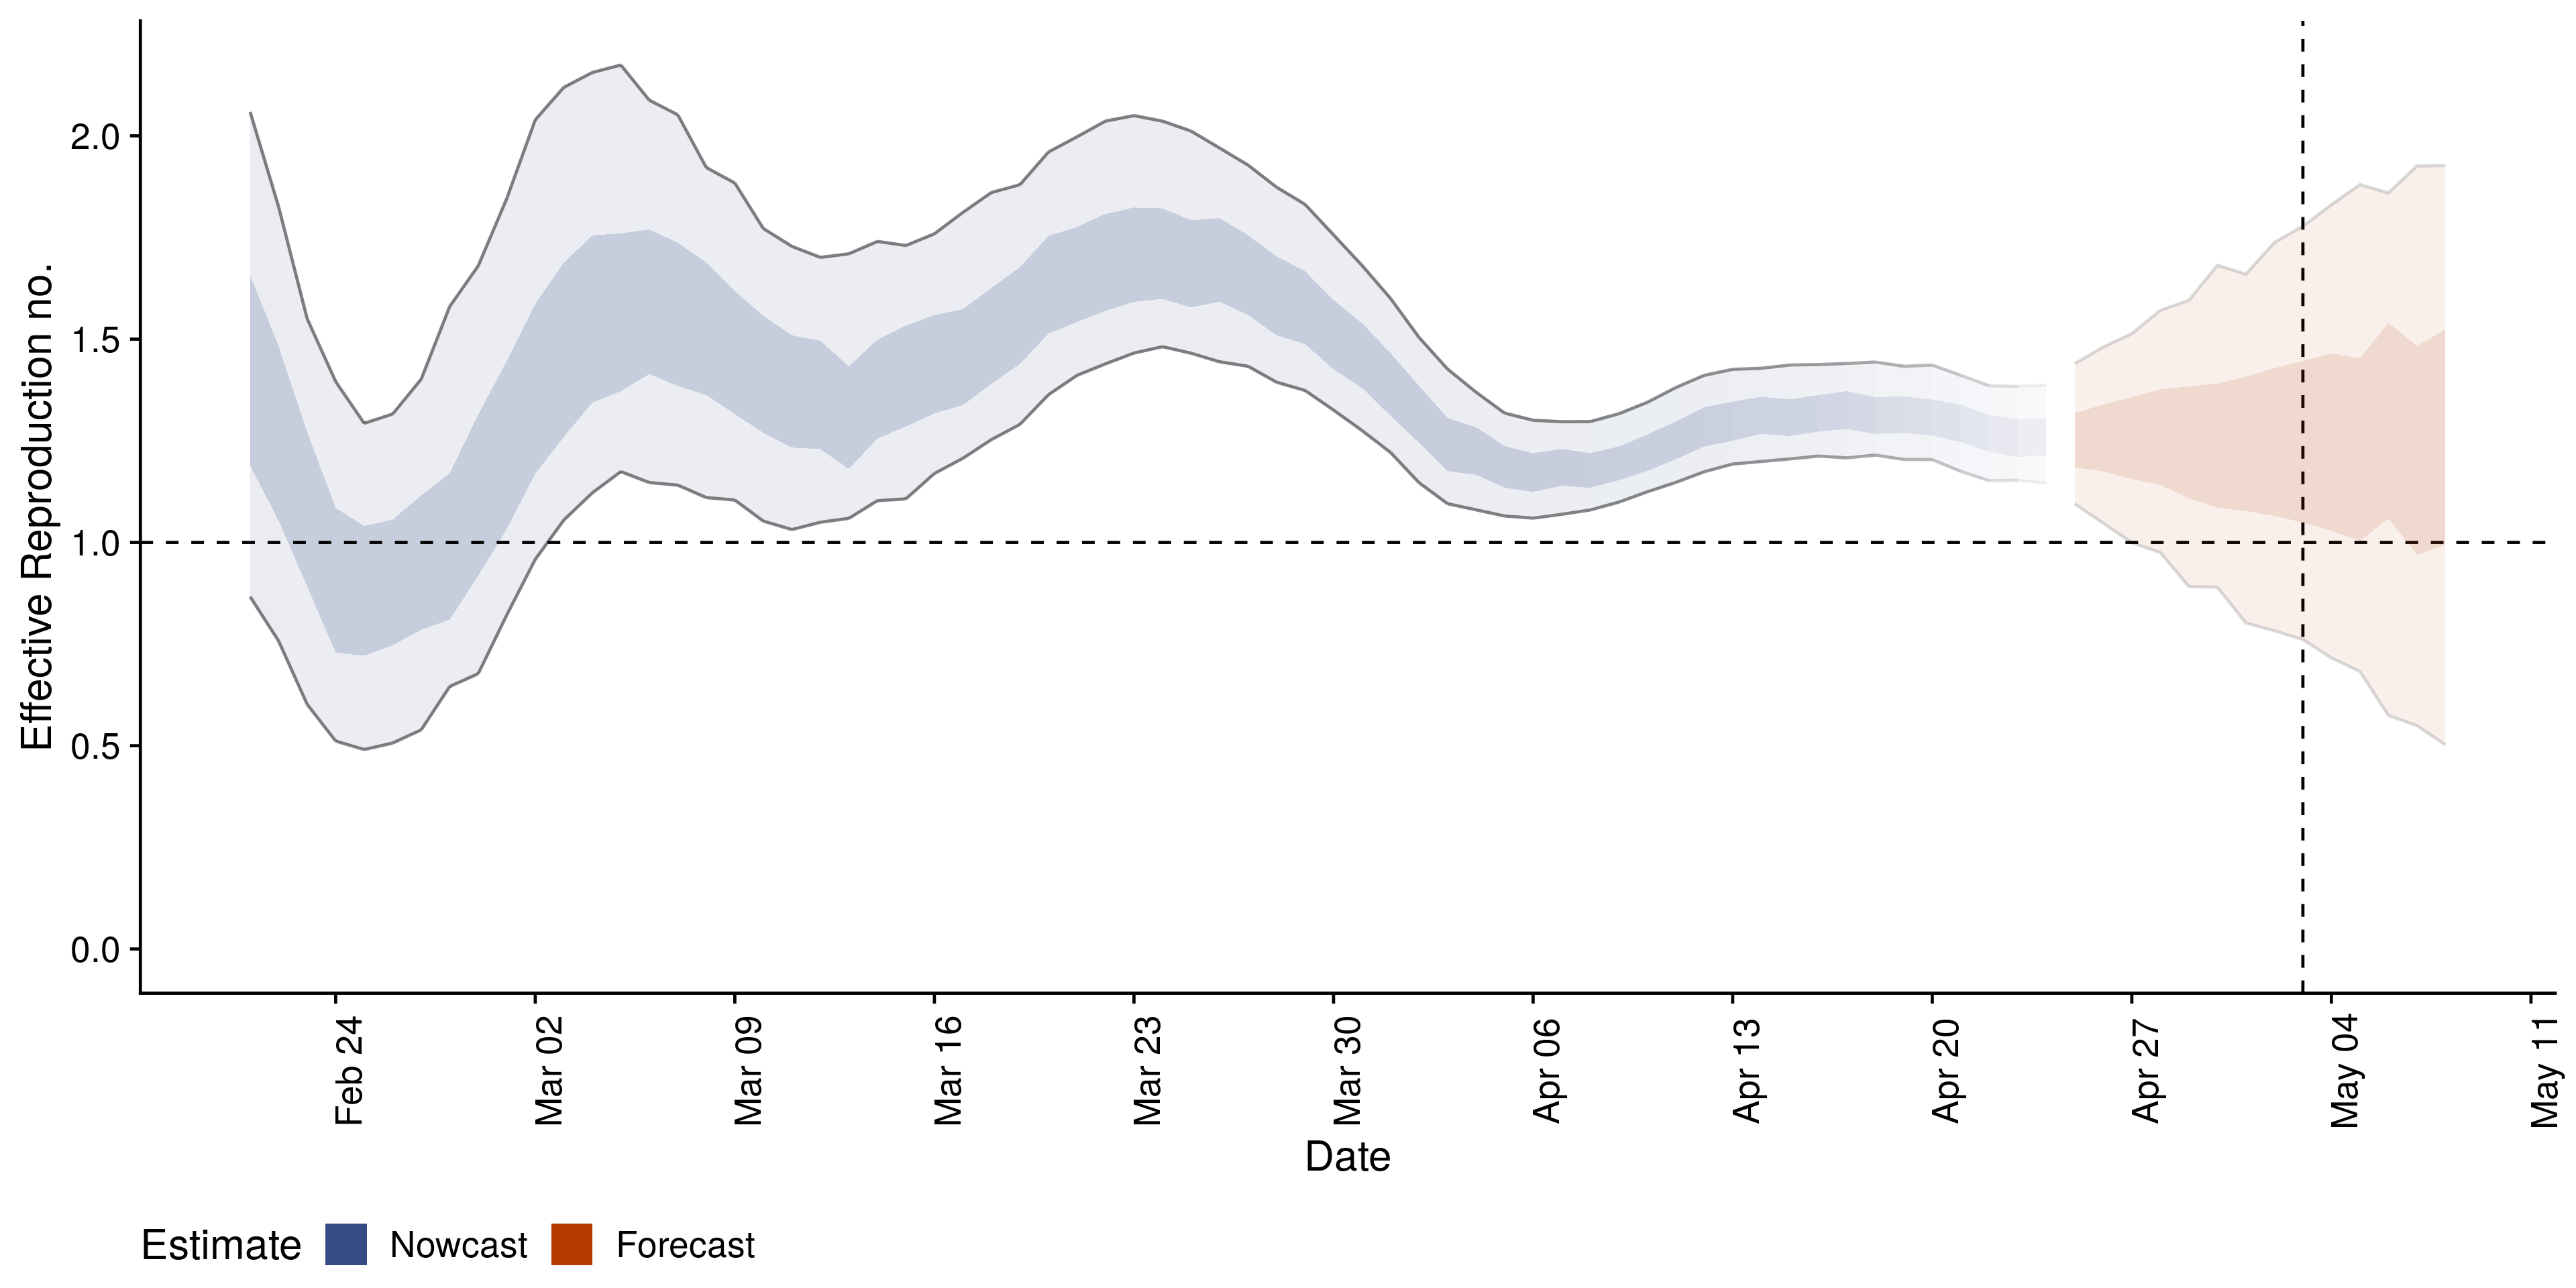 Effective Reproduction no.
2.0
1.5
1.0
0.5
0.0
Feb 24
Mar 02
Mar 09
Mar 16
Mar 23
Mar 30
Apr 06
Apr 13
Apr 20
Apr 27
May 04
May 11
Date
Estimate Nowcast Forecast